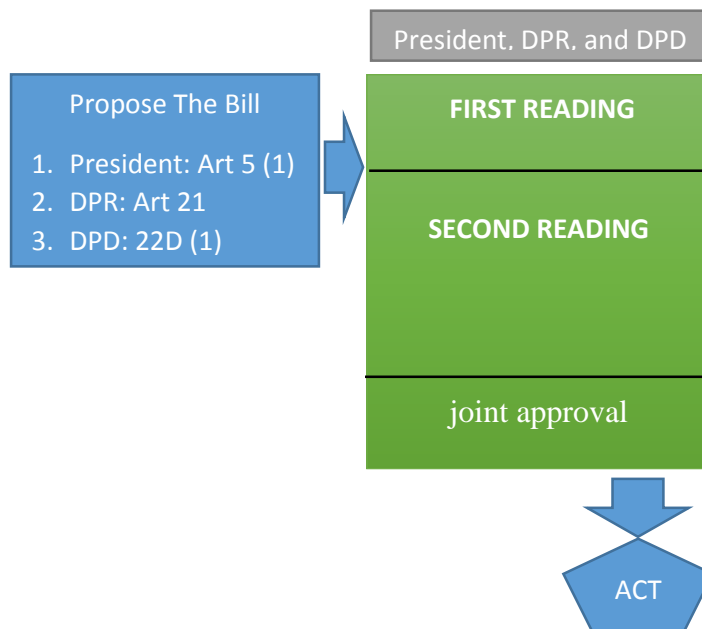 President, DPR, and DPD
Propose The Bill
1. President: Art 5 (1)
2. DPR: Art 21
3. DPD: 22D (1)
FIRST READING
SECOND READING
joint approval
ACT